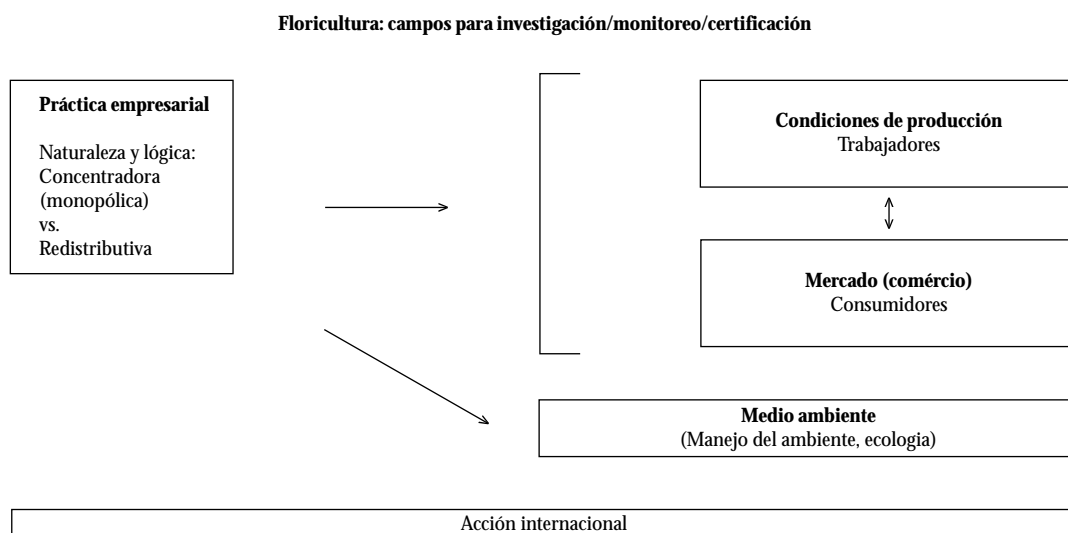 Floricultura: campos para investigación/monitoreo/certificación
Práctica empresarial
Naturaleza y lógica:
Concentradora
(monopólica)
vs.
Redistributiva
Condiciones de producción
Trabajadores
Mercado (comércio)
Consumidores
Medio ambiente
(Manejo del ambiente, ecologia)
Acción internacional